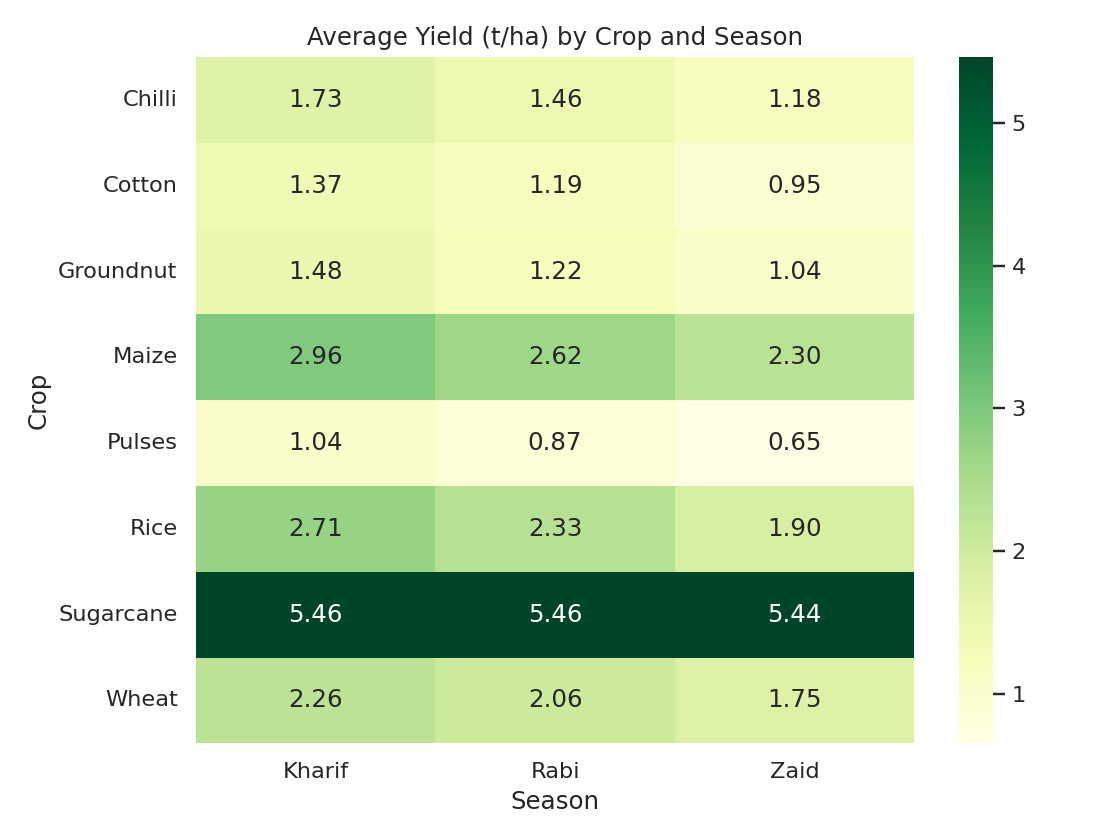 Average Yield (t/ha) by Crop and Season
Chilli 1.73 1.46 1.18
Cotton 1.37 1.19 0.95
Groundnut 1.48 1.22 1.04
Maize 2.96 2.62 2.30
Pulses 1.04 0.87 0.65
Rice 2.71 2.33 1.90
Sugarcane 5.46 5.46 5.44
Wheat 2.26 2.06 1.75
Kharif Rabi Zaid
Season
Crop
5
4
3
2
1